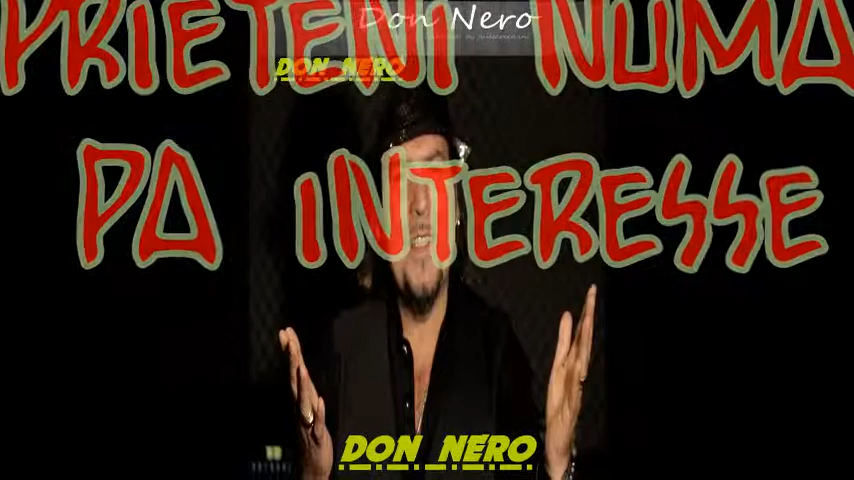 Don Nero
PRIETENI NUMA
DON NERO
PA INTERESSE
DON NERO